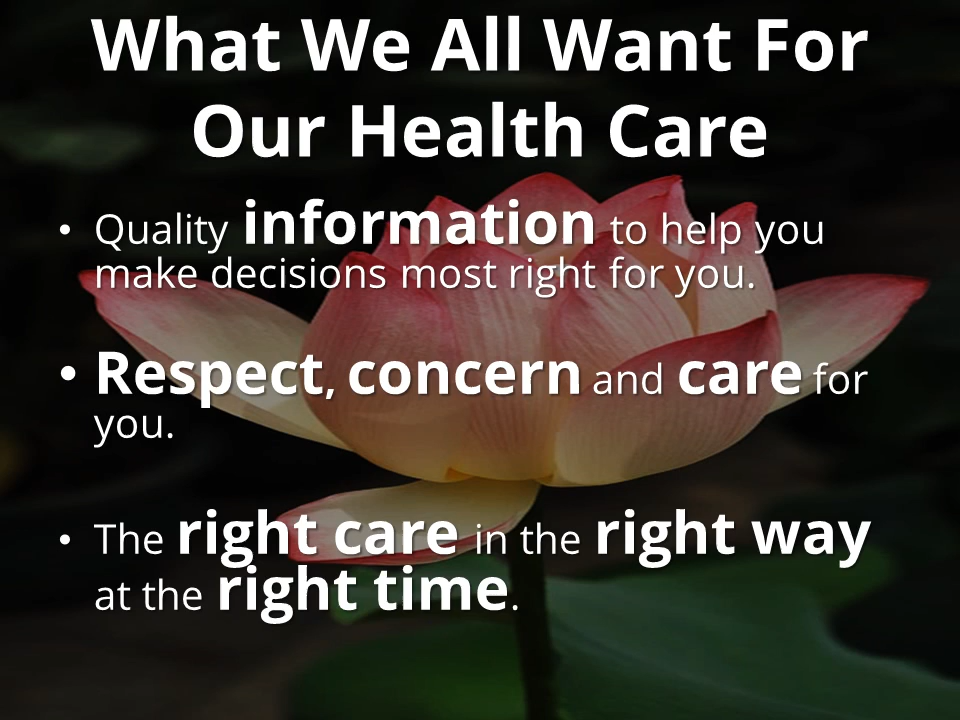 What We All Want For
Our Health Care
• Quality information to help you
make decisions most right for you.
• Respect, concern and care for
you.
• The right care in the right way
at the right time.